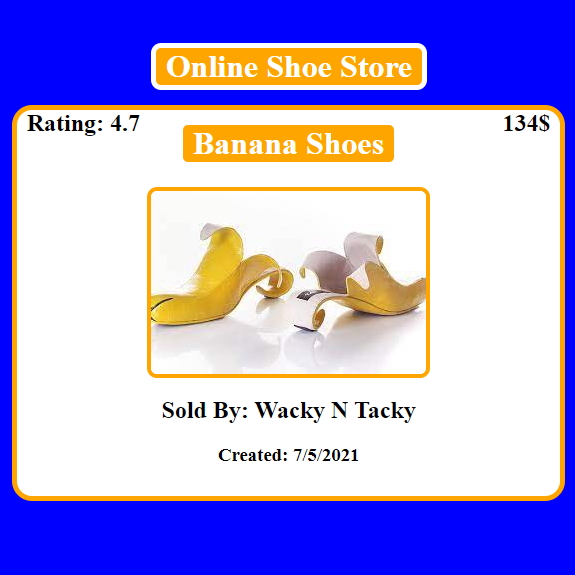 Online Shoe Store
Rating: 4.7
134$
Banana Shoes
Sold By: Wacky N Tacky
Created: 7/5/2021